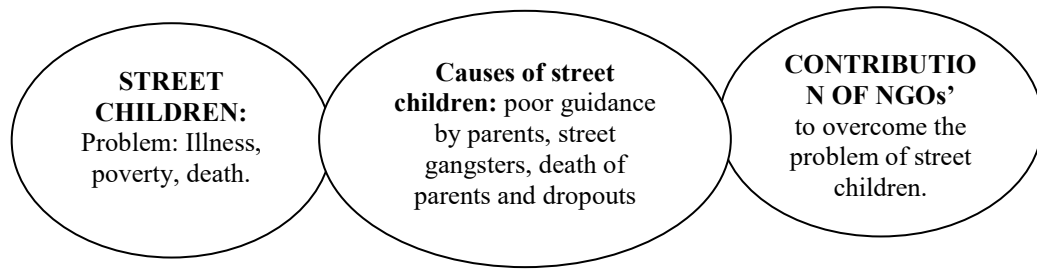 STREET
CHILDREN:
Problem: Illness,
poverty, death.
Causes of street
children: poor guidance
by parents, street
gangsters, death of
parents and dropouts
CONTRIBUTIO
N OF NGOs’
to overcome the
problem of street
children.